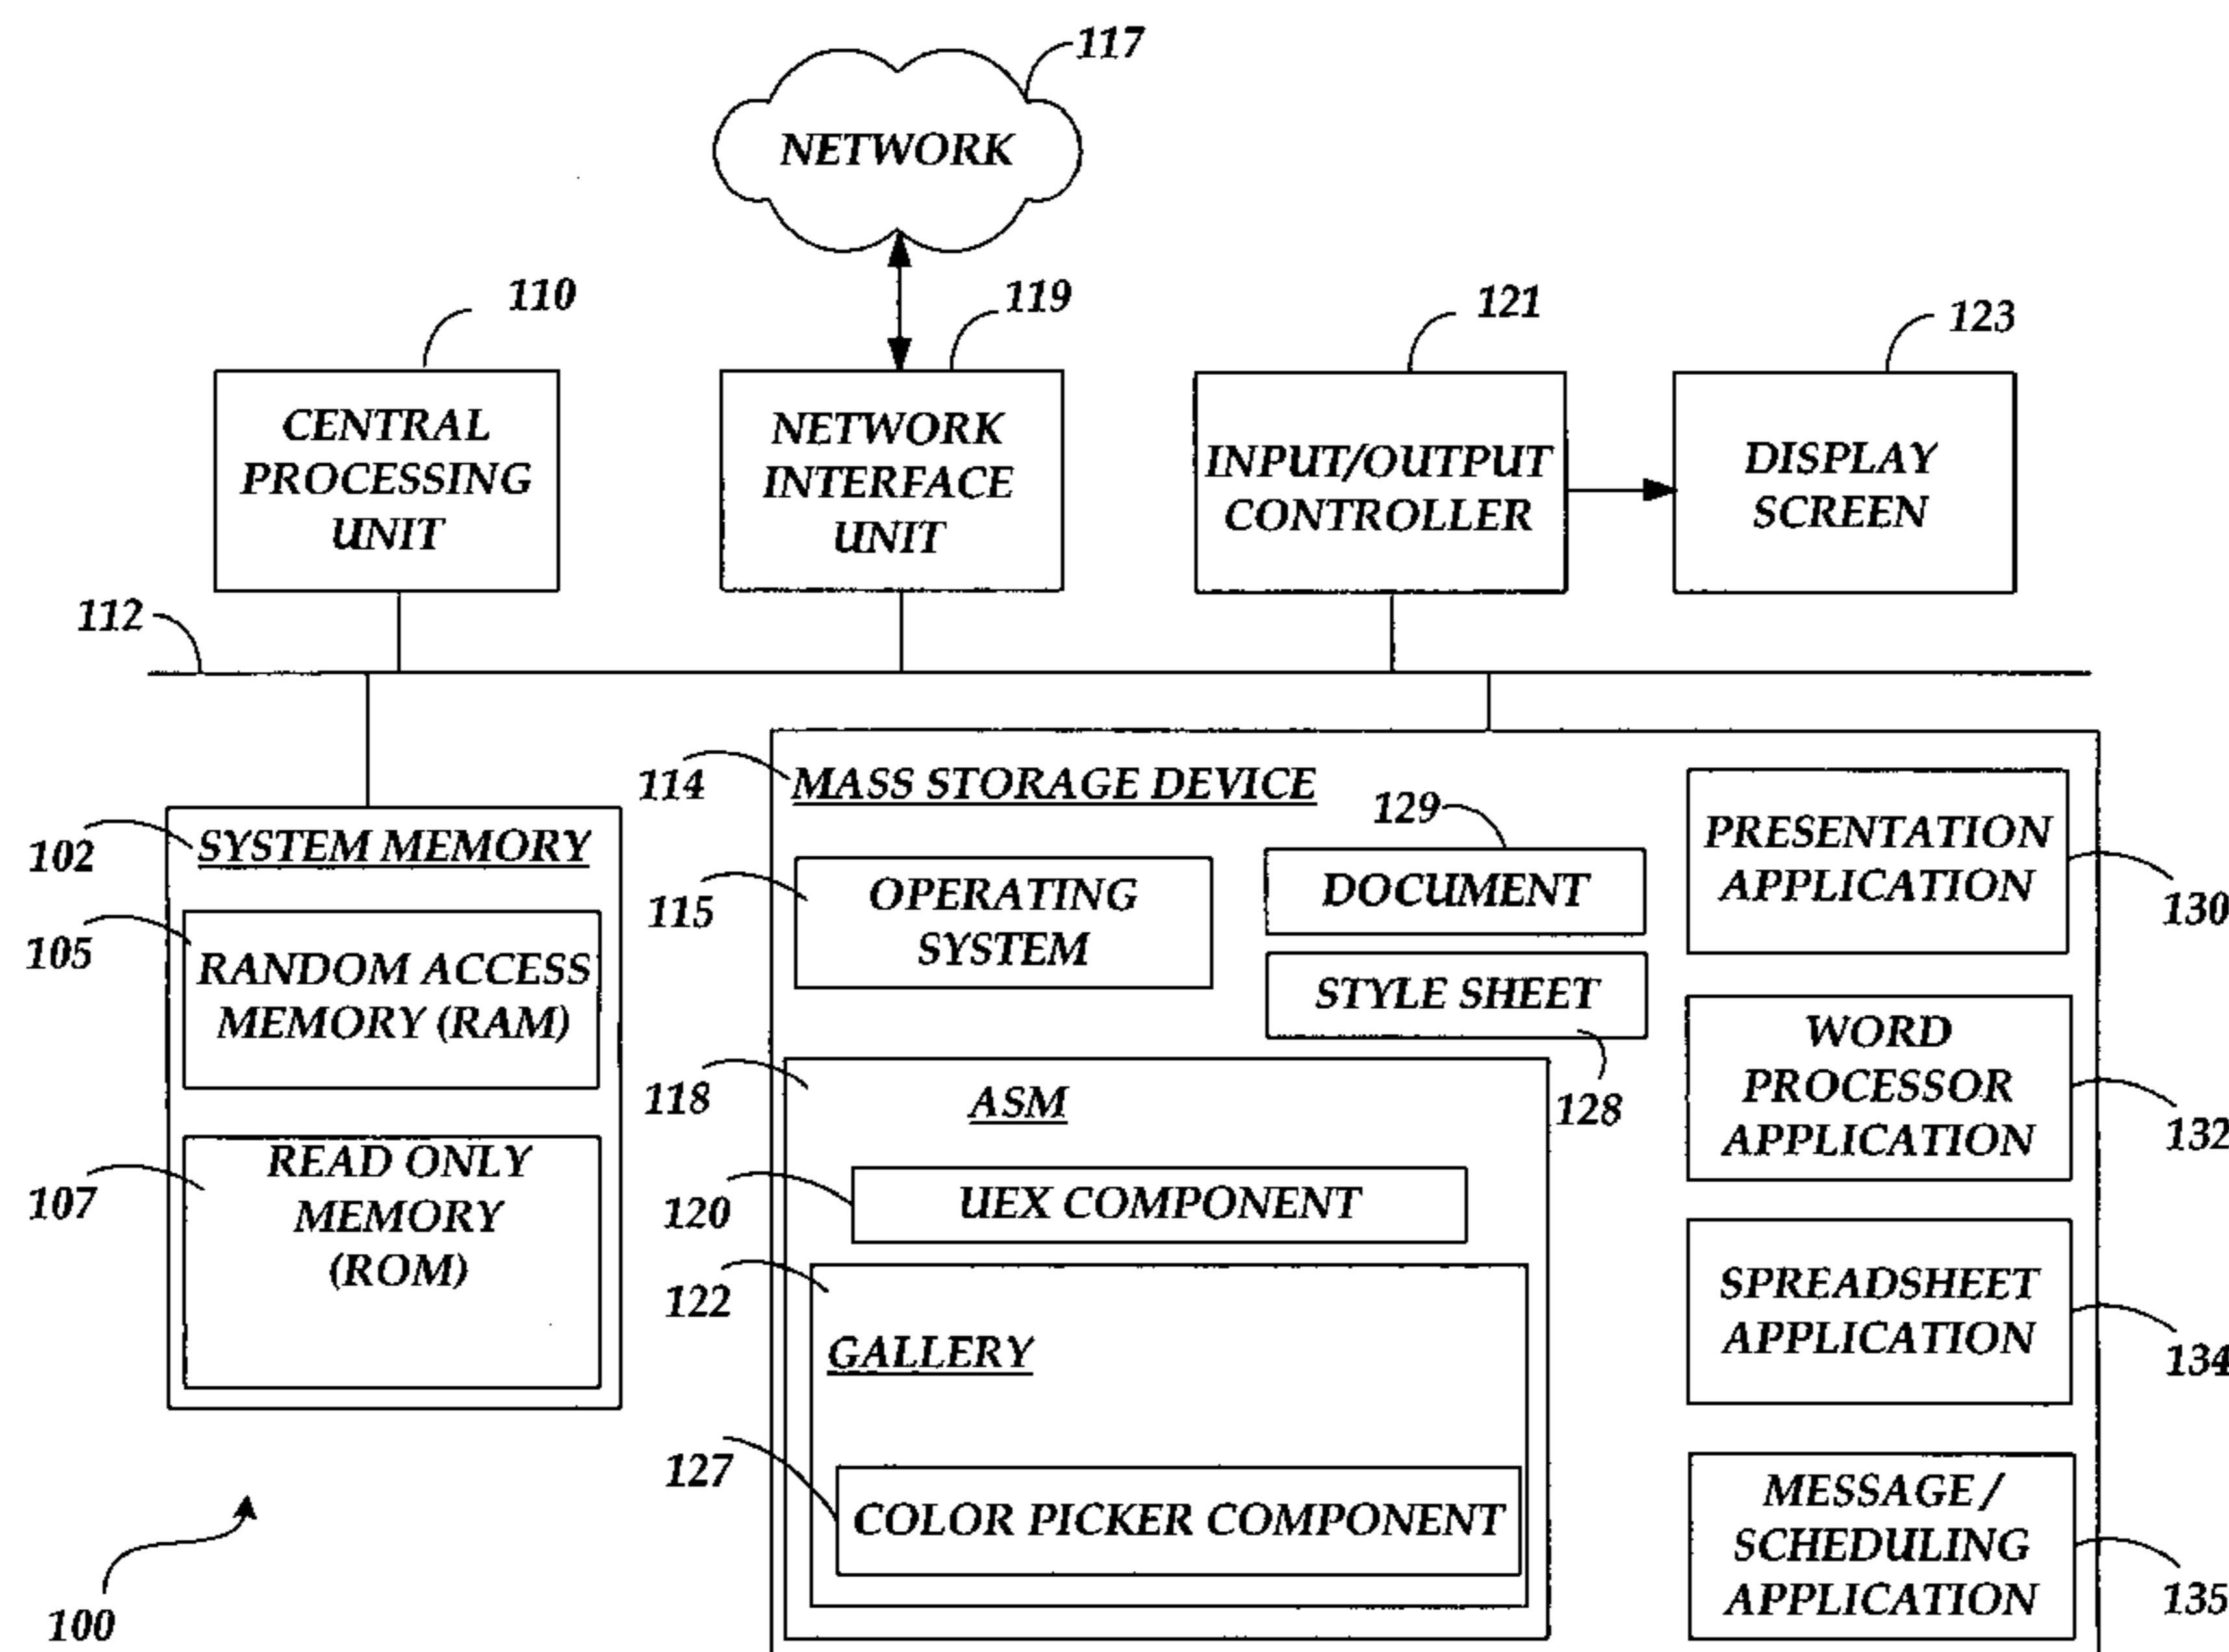 117
NETWORK
110
119
121
123
CENTRAL
PROCESSING
UNIT
NETWORK
INTERFACE
UNIT
INPUT/OUTPUT
CONTROLLER
DISPLAY
SCREEN
112
114
MASS STORAGE DEVICE
102
SYSTEM MEMORY
105
RANDOM ACCESS
MEMORY (RAM)
107
READ ONLY
MEMORY
(ROM)
115
OPERATING
SYSTEM
129
DOCUMENT
STYLE SHEET
128
118
ASM
120
UEX COMPONENT
122
GALLERY
127
COLOR PICKER COMPONENT
PRESENTATION
APPLICATION
130
WORD
PROCESSOR
APPLICATION
132
SPREADSHEET
APPLICATION
134
MESSAGE /
SCHEDULING
APPLICATION
135
100